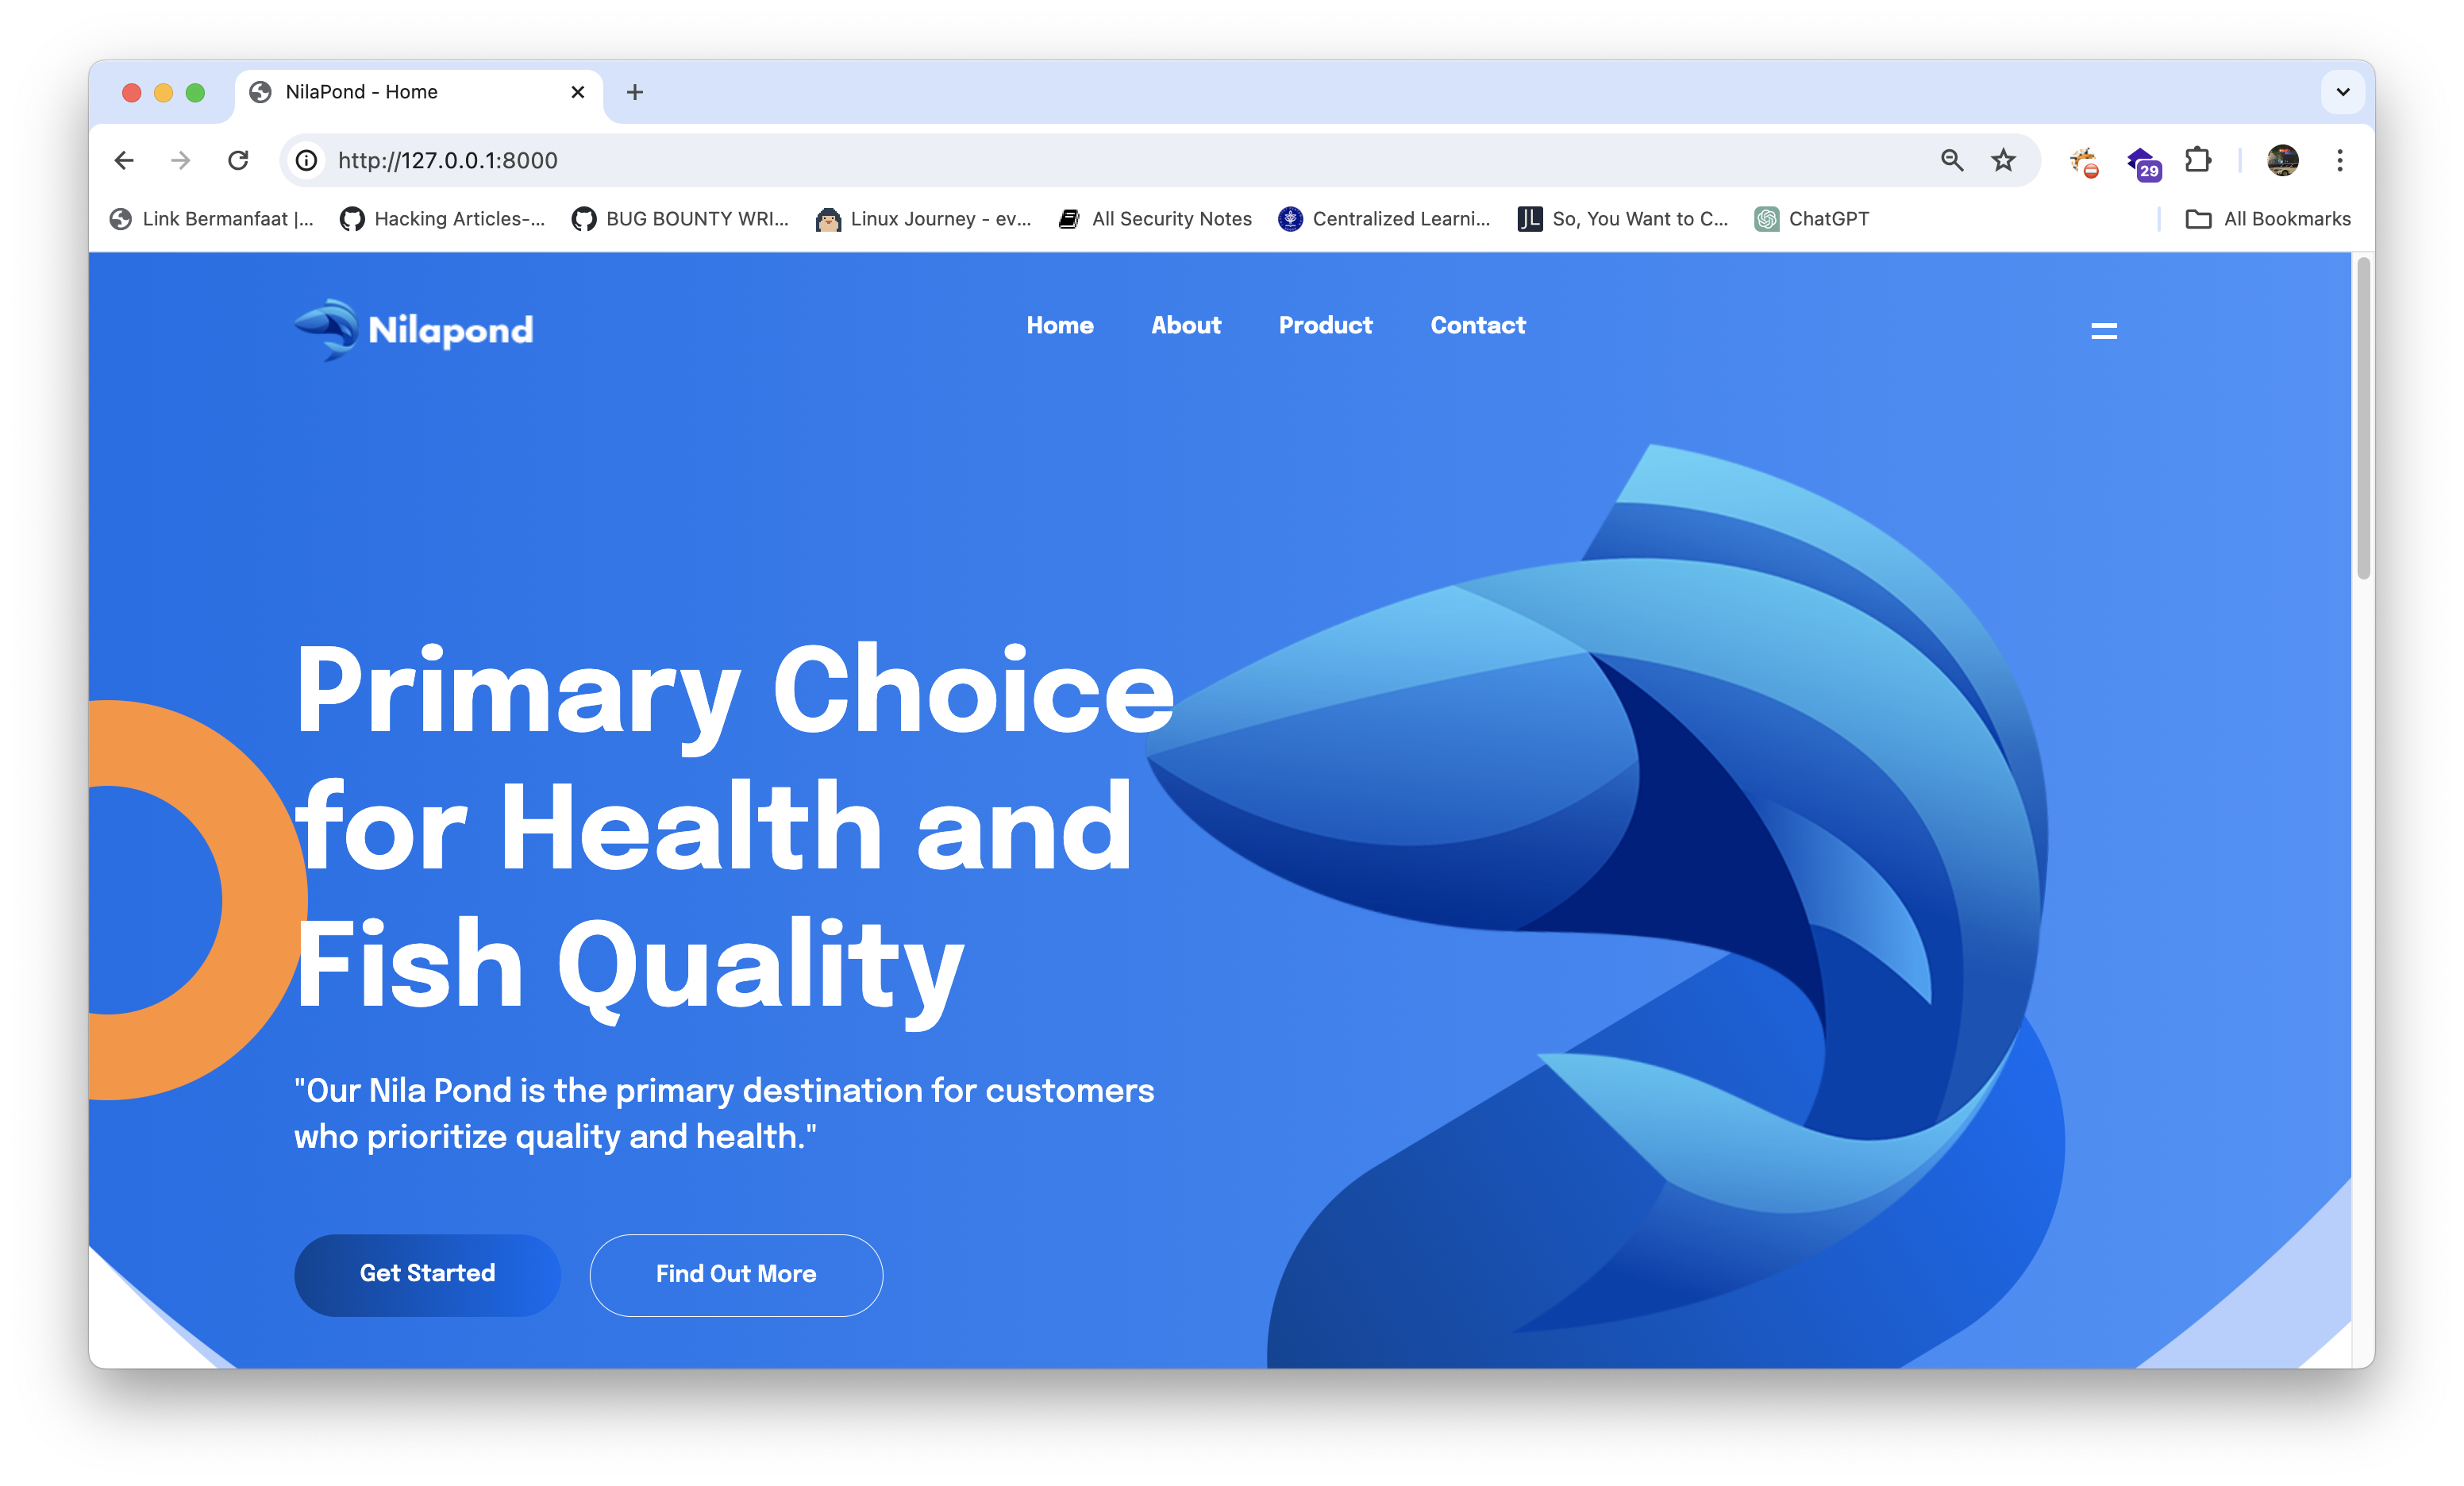 NilaPond - Home
http://127.0.0.1:8000
29
Link Bermanfaat |...
Hacking Articles-...
BUG BOUNTY WRI...
Linux Journey - ev...
All Security Notes
Centralized Learni...
JL
So, You Want to C...
ChatGPT
All Bookmarks
Nilapond
Home
About
Product
Contact
Primary Choice
for Health and
Fish Quality
"Our Nila Pond is the primary destination for customers
who prioritize quality and health."
Get Started
Find Out More